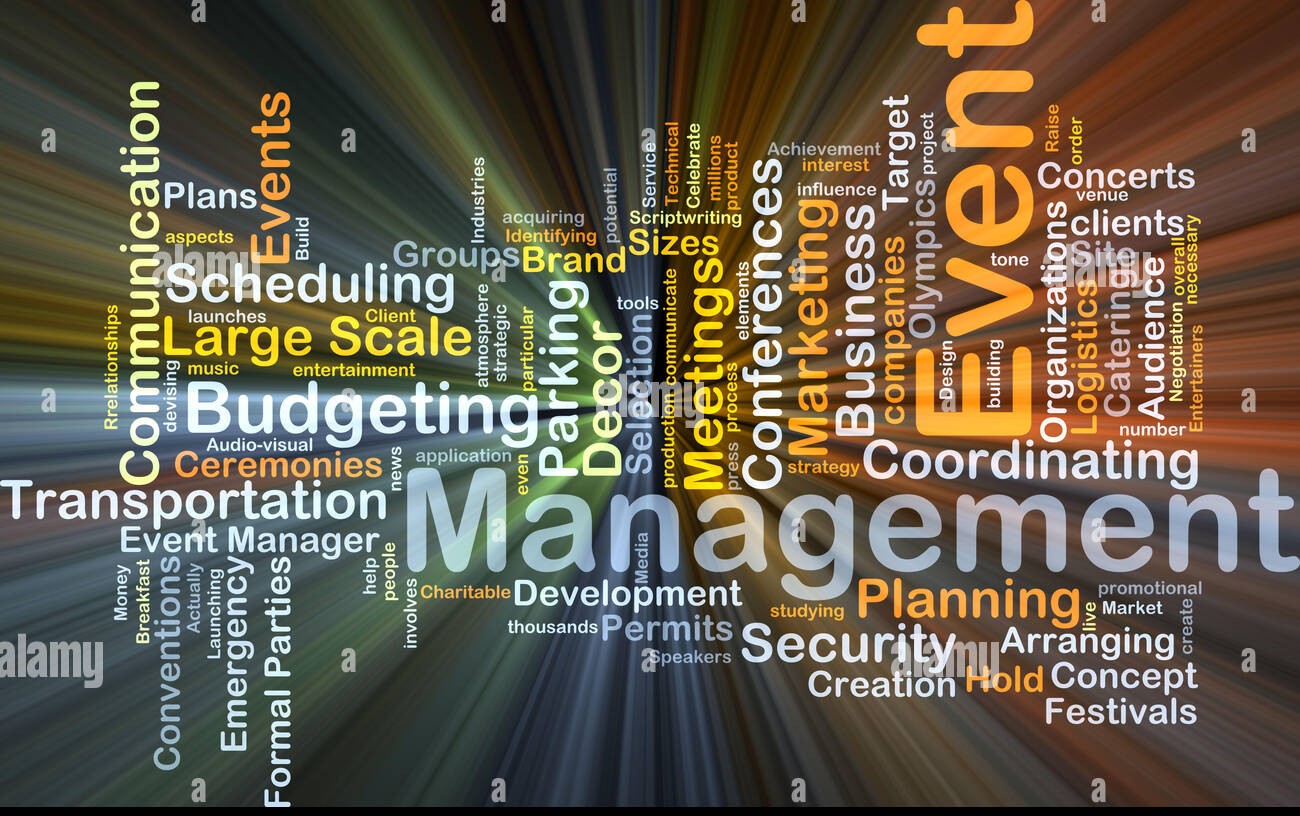 Communication
Plans
Events
aspects
Build
Scheduling
launches
Client
Large Scale
music
entertainment
Rrelationships
devising
Budgeting
Audio-visual
Ceremonies
news
Transportation
Event Manager
Money
Breakfast
Conventions
Actually
Launching
Emergency
Formal Parties
help
people
involves
Industries
Groups
acquiring
Identifying
Brand
potential
atmosphere
strategic
particular
application
even
Parking
Decor
Service
Technical
Celebrate
millions
product
Scriptwriting
Sizes
tools
Selection
communicate
production
Meetings
elements
process
press
Conferences
Achievement
interest
influence
Marketing
strategy
Business
companies
Target
project
Olympics
Event
Design
building
tone
Raise
order
Concerts
venue
clients
Site
Organizations
Logistics
Catering
Audience
Negotiation
overall
necessary
Entertainers
number
Coordinating
Management
Media
Charitable
Development
thousands
Permits
Speakers
studying
Planning
live
promotional
Market
create
Security
Arranging
Creation
Hold
Concept
Festivals
alamy
alamy
a